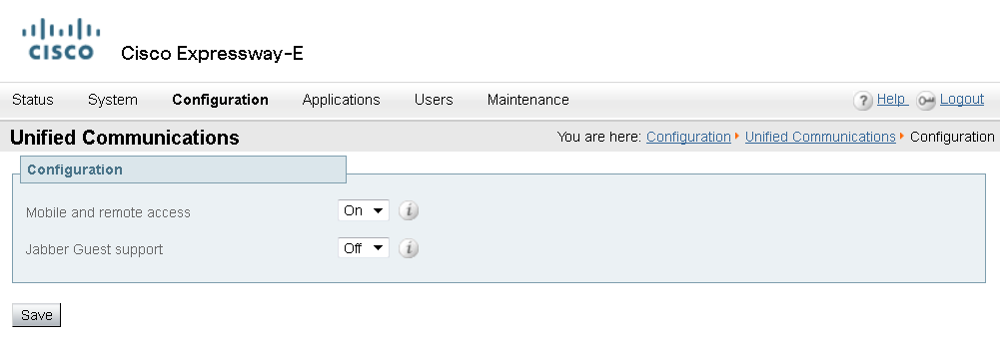 CISCO Cisco Expressway-E
Status System Configuration Applications Users Maintenance ? Help Logout
Unified Communications You are here: Configuration Unified Communications Configuration
Configuration
Mobile and remote access On i
Jabber Guest support Off i
Save